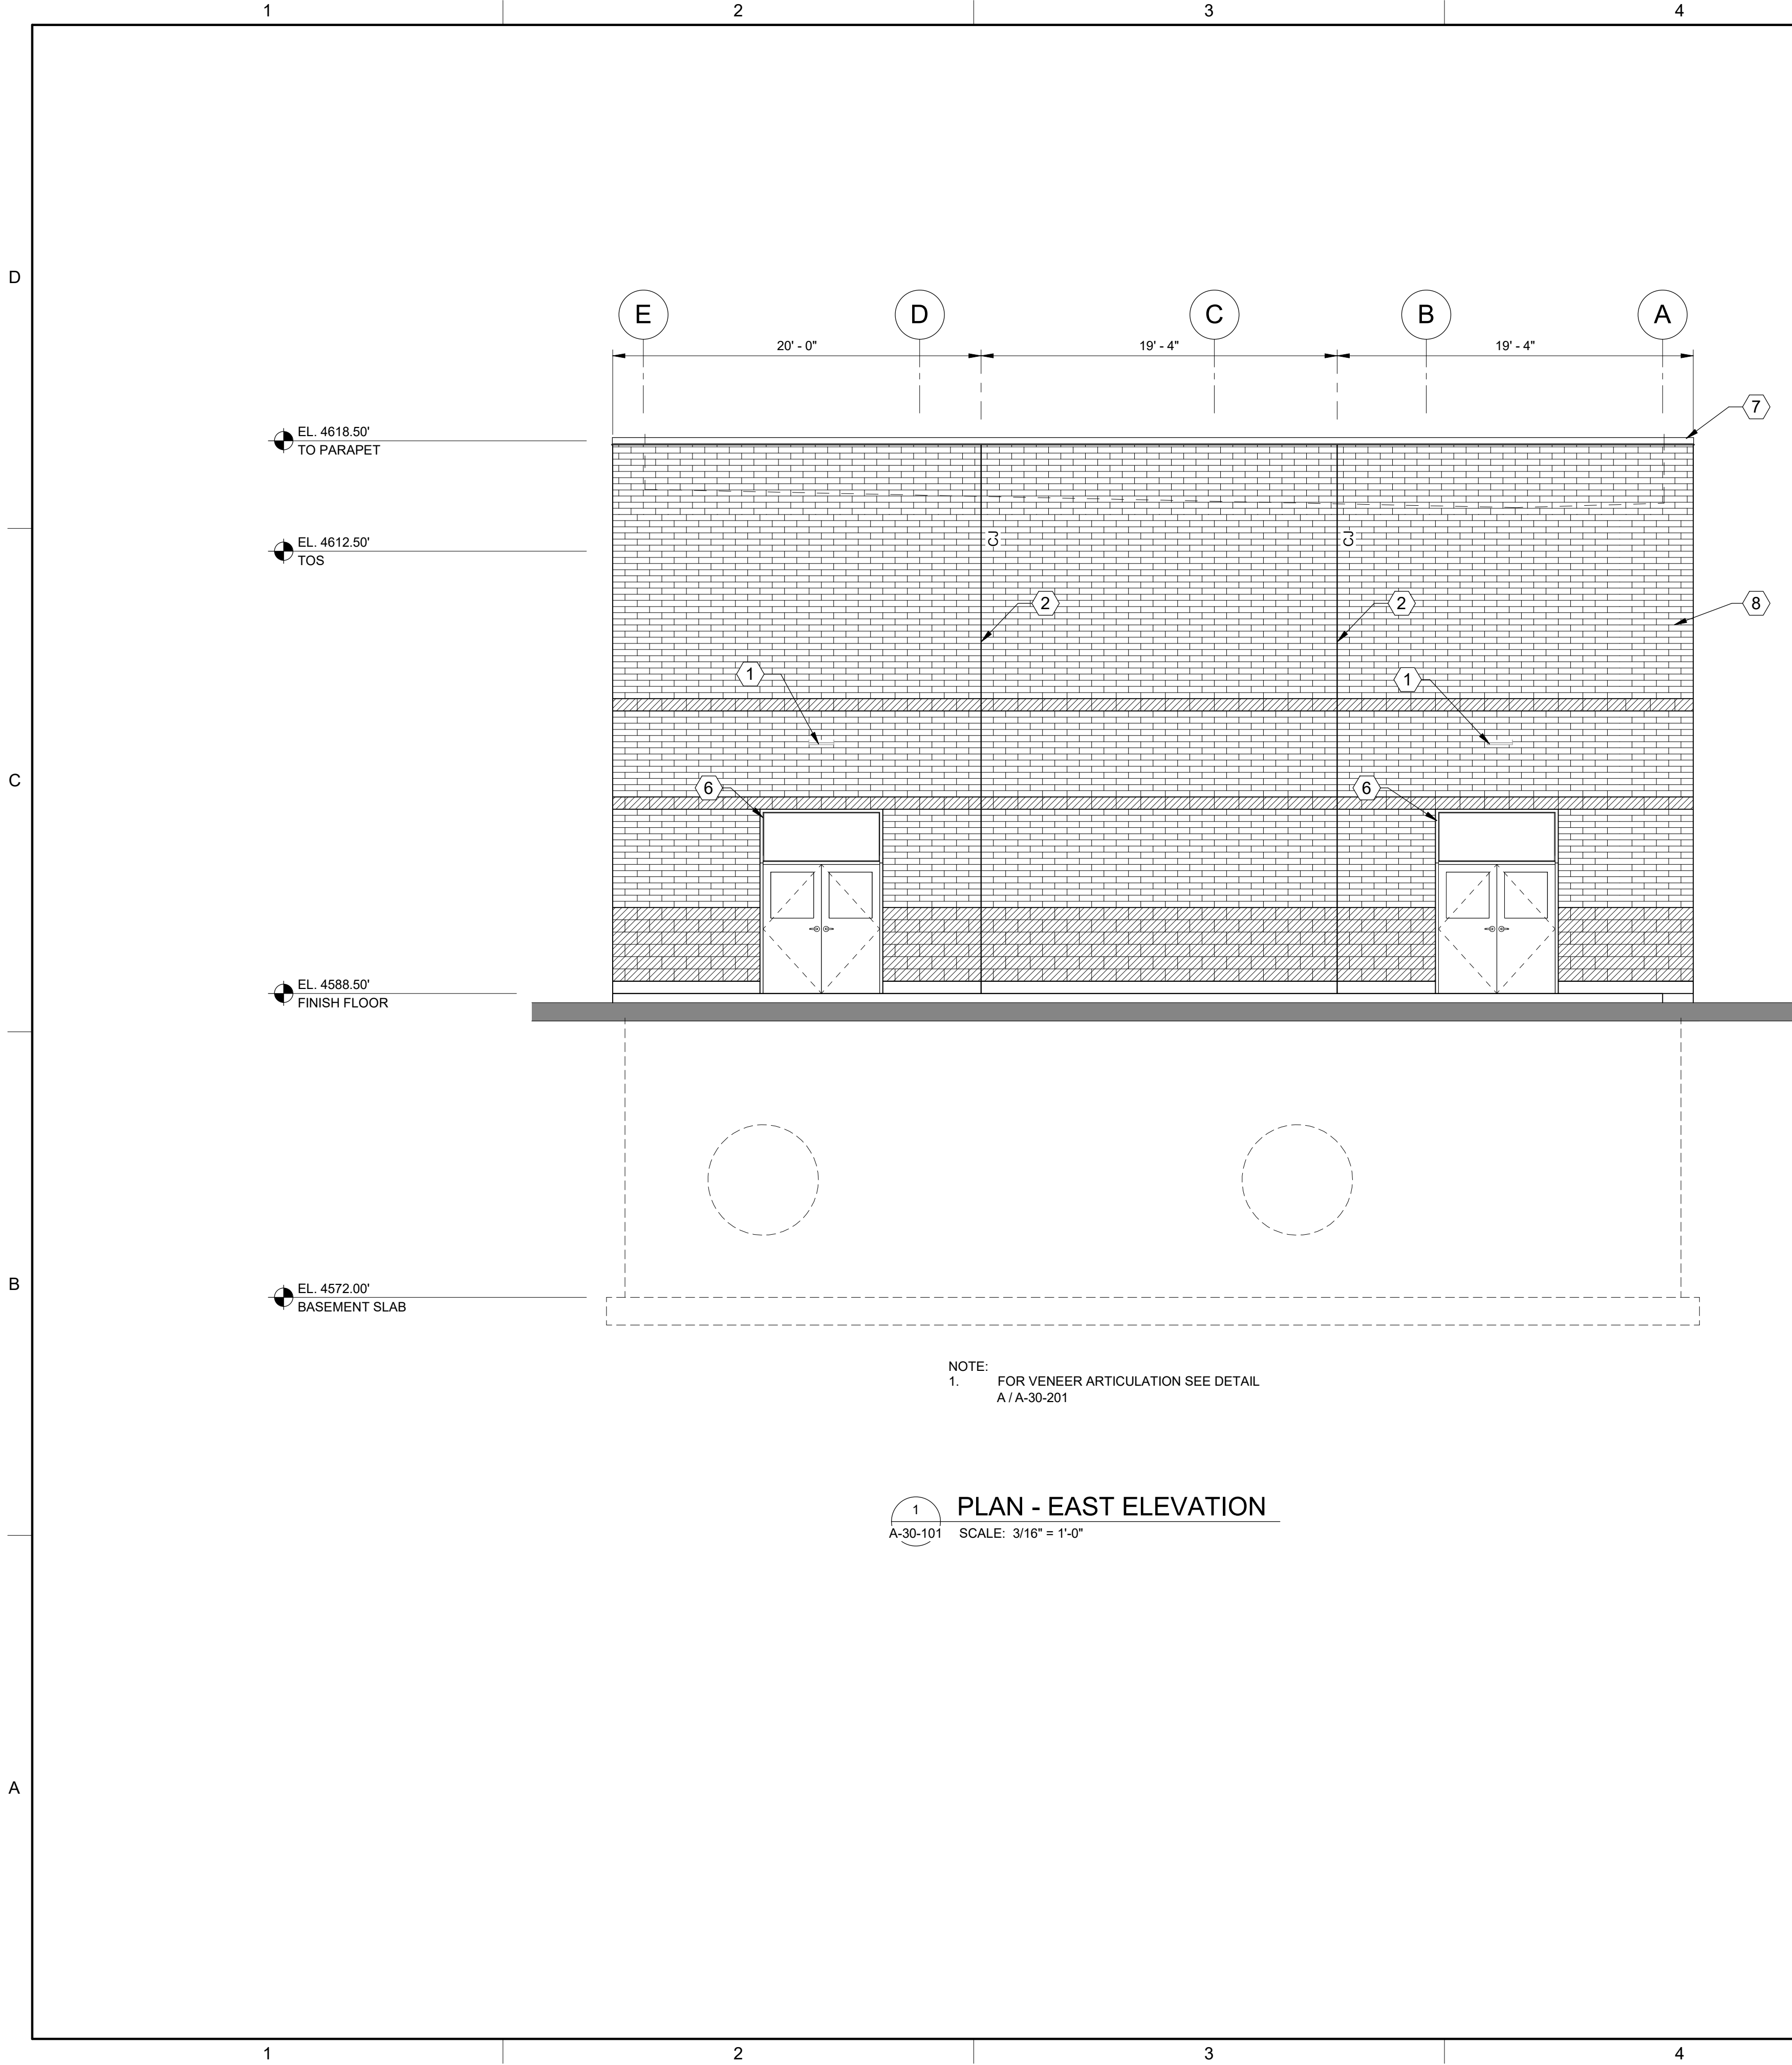 1 2 3 4
D
E D C B A
20' - 0" 19' - 4" 19' - 4"
7
EL. 4618.50'
TO PARAPET
CJ CJ
EL. 4612.50'
TOS
2 2 8
1 1
C
6 6
EL. 4588.50'
FINISH FLOOR
B
EL. 4572.00'
BASEMENT SLAB
NOTE:
1. FOR VENEER ARTICULATION SEE DETAIL
A / A-30-201
1 PLAN - EAST ELEVATION
A-30-101 SCALE: 3/16" = 1'-0"
A
1 2 3 4